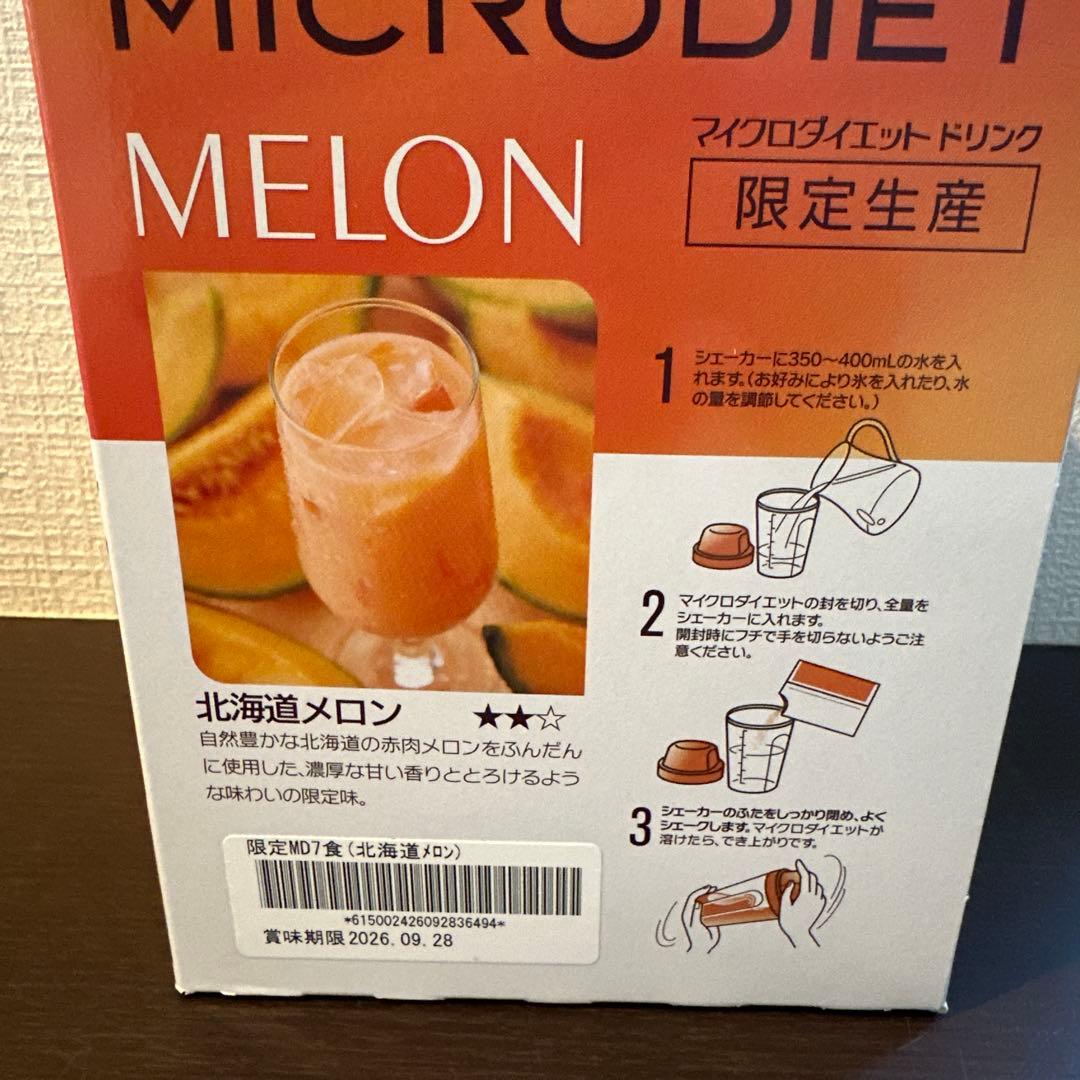 MICRODIET
MELON
マイクロダイエット ドリンク
限定生産
1 シェーカーに350～400mLの水を入
れます。(お好みにより氷を入れたり、水
の量を調節してください。)
2 マイクロダイエットの封を切り、全量を
シェーカーに入れます。
開封時にフチで手を切らないようご注
意ください。
3 シェーカーのふたをしっかり閉め、よく
シェークします。マイクロダイエットが
溶けたら、でき上がりです。
北海道メロン ★★☆
自然豊かな北海道の赤肉メロンをふんだん
に使用した、濃厚な甘い香りととろけるよう
な味わいの限定味。
限定MD7食(北海道ﾒﾛﾝ)
*615002426092836494*
賞味期限2026.09.28